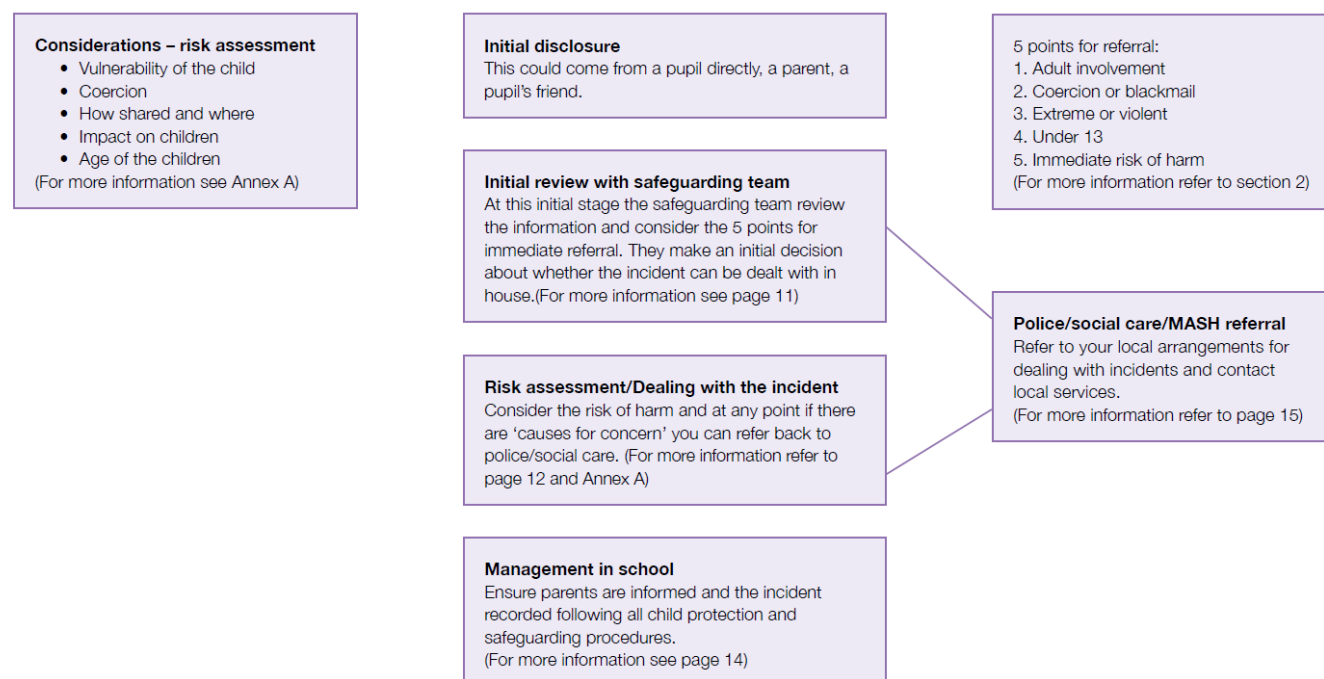 Considerations – risk assessment
• Vulnerability of the child
• Coercion
• How shared and where
• Impact on children
• Age of the children
(For more information see Annex A)
Initial disclosure
This could come from a pupil directly, a parent, a
pupil's friend.
5 points for referral:
1. Adult involvement
2. Coercion or blackmail
3. Extreme or violent
4. Under 13
5. Immediate risk of harm
(For more information refer to section 2)
Initial review with safeguarding team
At this initial stage the safeguarding team review
the information and consider the 5 points for
immediate referral. They make an initial decision
about whether the incident can be dealt with in
house.(For more information see page 11)
Police/social care/MASH referral
Refer to your local arrangements for
dealing with incidents and contact
local services.
(For more information refer to page 15)
Risk assessment/Dealing with the incident
Consider the risk of harm and at any point if there
are ‘causes for concern’ you can refer back to
police/social care. (For more information refer to
page 12 and Annex A)
Management in school
Ensure parents are informed and the incident
recorded following all child protection and
safeguarding procedures.
(For more information see page 14)